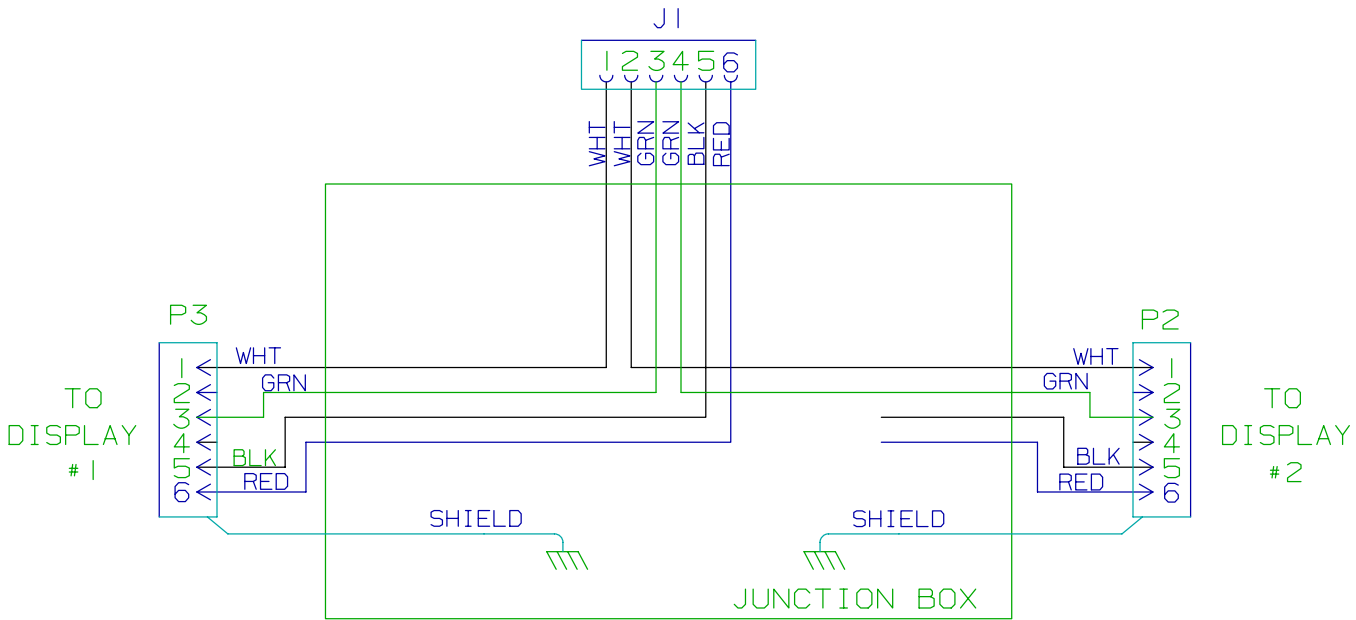 J1
1 2 3 4 5 6
WHT
WHT
GRN
GRN
BLK
RED
P3
1
2
3
4
5
6
WHT
GRN
BLK
RED
TO
DISPLAY
#1
SHIELD
P2
1
2
3
4
5
6
WHT
GRN
BLK
RED
TO
DISPLAY
#2
SHIELD
JUNCTION BOX